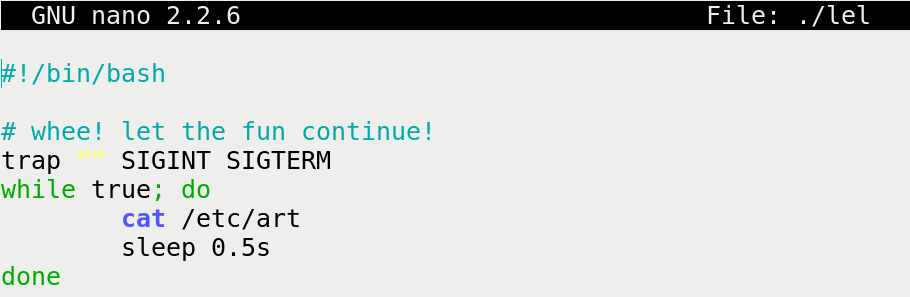 GNU nano 2.2.6 File: ./lel
#!/bin/bash
# whee! let the fun continue!
trap "" SIGINT SIGTERM
while true; do
cat /etc/art
sleep 0.5s
done